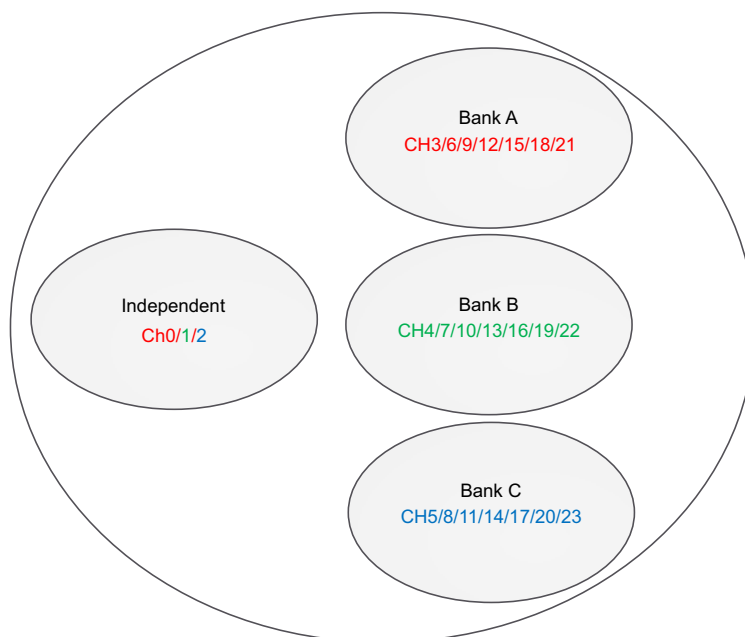 Bank A
CH3/6/9/12/15/18/21
Independent
Ch0/1/2
Bank B
CH4/7/10/13/16/19/22
Bank C
CH5/8/11/14/17/20/23